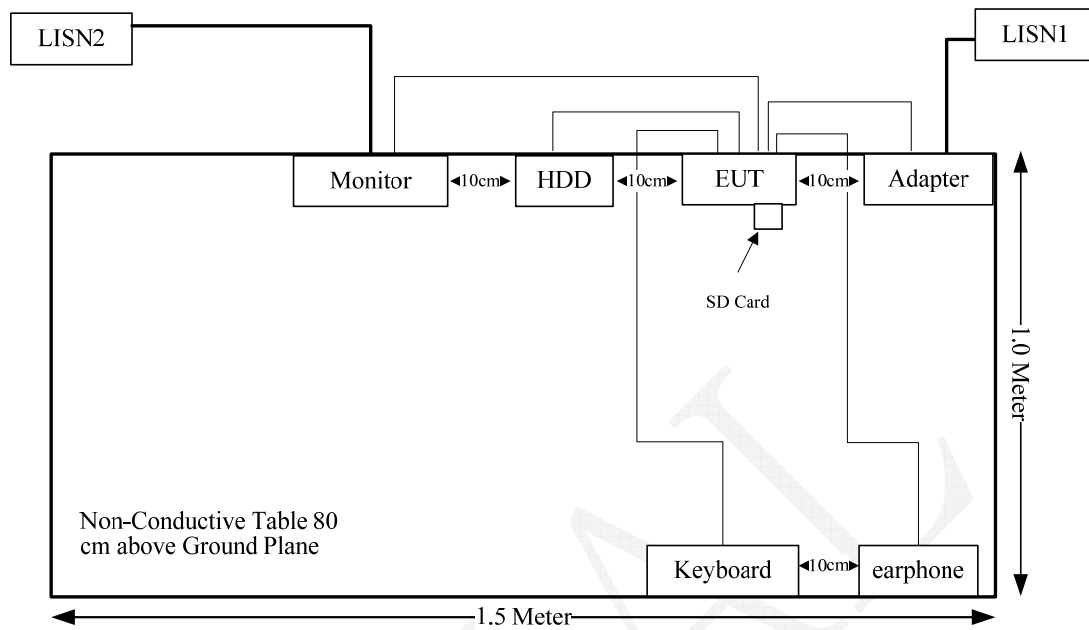 LISN2
LISN1
Monitor
10cm
HDD
10cm
EUT
10cm
Adapter
SD Card
1.0 Meter
Non-Conductive Table 80
cm above Ground Plane
Keyboard
10cm
earphone
1.5 Meter